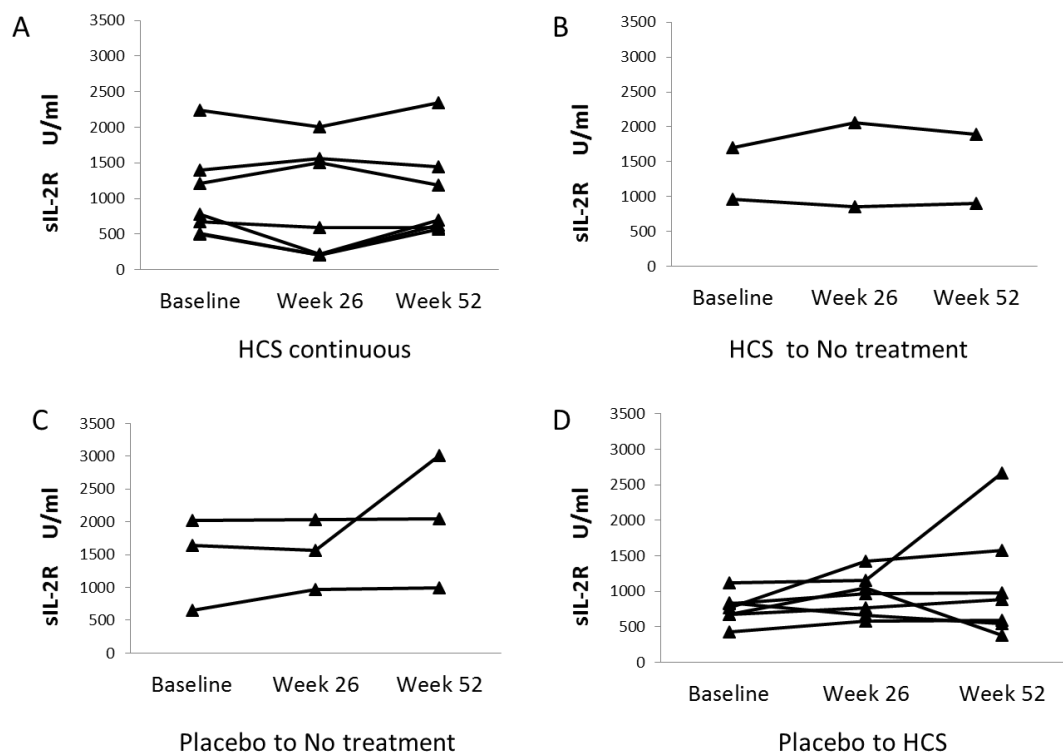 A
3500
3000
2500
2000
1500
1000
500
0
sIL-2R U/ml
Baseline Week 26 Week 52
HCS continuous
B
3500
3000
2500
2000
1500
1000
500
0
sIL-2R U/ml
Baseline Week 26 Week 52
HCS to No treatment
C
3500
3000
2500
2000
1500
1000
500
0
sIL-2R U/ml
Baseline Week 26 Week 52
Placebo to No treatment
D
3500
3000
2500
2000
1500
1000
500
0
sIL-2R U/ml
Baseline Week 26 Week 52
Placebo to HCS